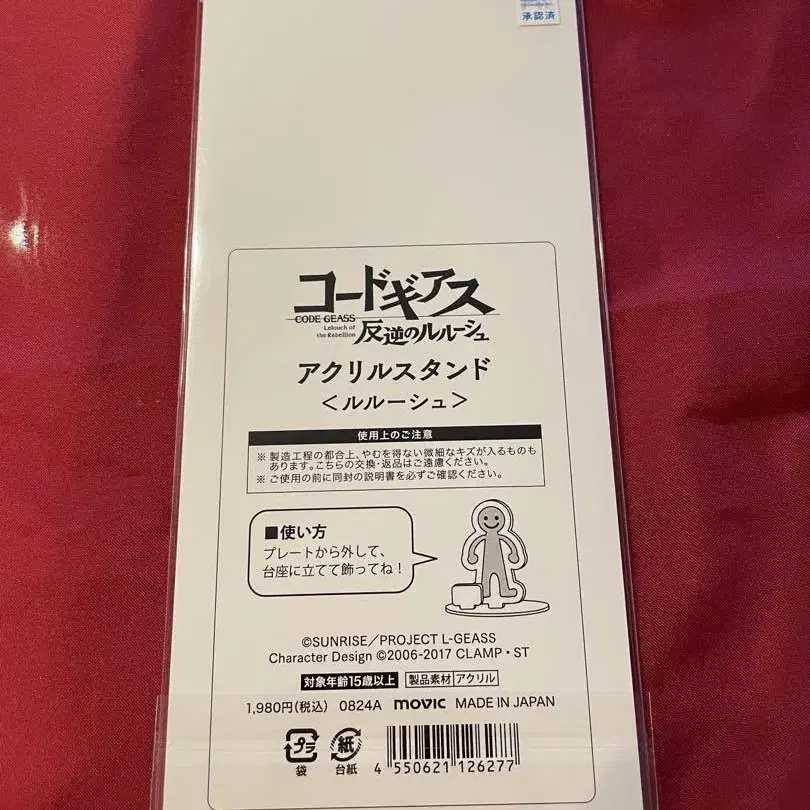 承認済
コードギアス
CODE GEASS
Lelouch of
the Rebellion
反逆のルルーシュ
アクリルスタンド
＜ルルーシュ＞
使用上のご注意
※ 製造工程の都合上、やむを得ない微細なキズが入るものも
あります。こちらの交換・返品はご遠慮ください。
※ ご使用の前に同封の説明書を必ずご確認ください。
■使い方
プレートから外して、
台座に立てて飾ってね！
©SUNRISE／PROJECT L-GEASS
Character Design ©2006-2017 CLAMP・ST
対象年齢15歳以上 製品素材 アクリル
1,980円（税込） 0824A movic MADE IN JAPAN
プラ 紙
袋 台紙
4 550621 126277